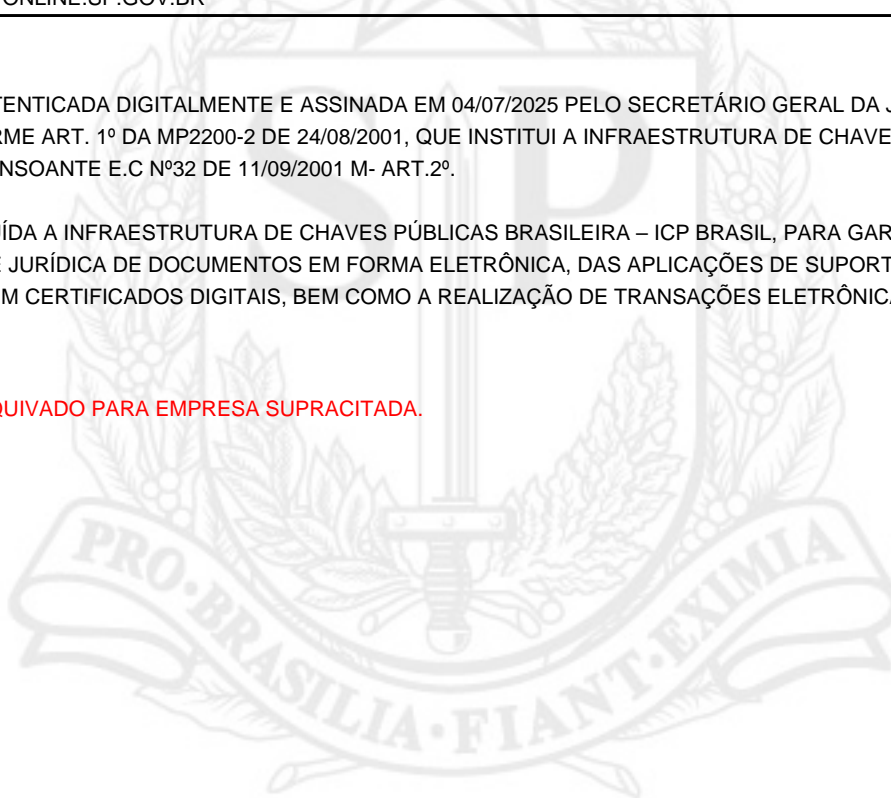 ONLINE.SP.GOV.BR
TENTICADA DIGITALMENTE E ASSINADA EM 04/07/2025 PELO SECRETÁRIO GERAL DA J
RME ART. 1º DA MP2200-2 DE 24/08/2001, QUE INSTITUI A INFRAESTRUTURA DE CHAVE
NSOANTE E.C Nº32 DE 11/09/2001 M- ART.2º.
ÍDA A INFRAESTRUTURA DE CHAVES PÚBLICAS BRASILEIRA – ICP BRASIL, PARA GAR
E JURÍDICA DE DOCUMENTOS EM FORMA ELETRÔNICA, DAS APLICAÇÕES DE SUPORT
M CERTIFICADOS DIGITAIS, BEM COMO A REALIZAÇÃO DE TRANSAÇÕES ELETRÔNICA
QUIVADO PARA EMPRESA SUPRACITADA.
SP
PRO·BRASILIA·FIANT·EXIMIA